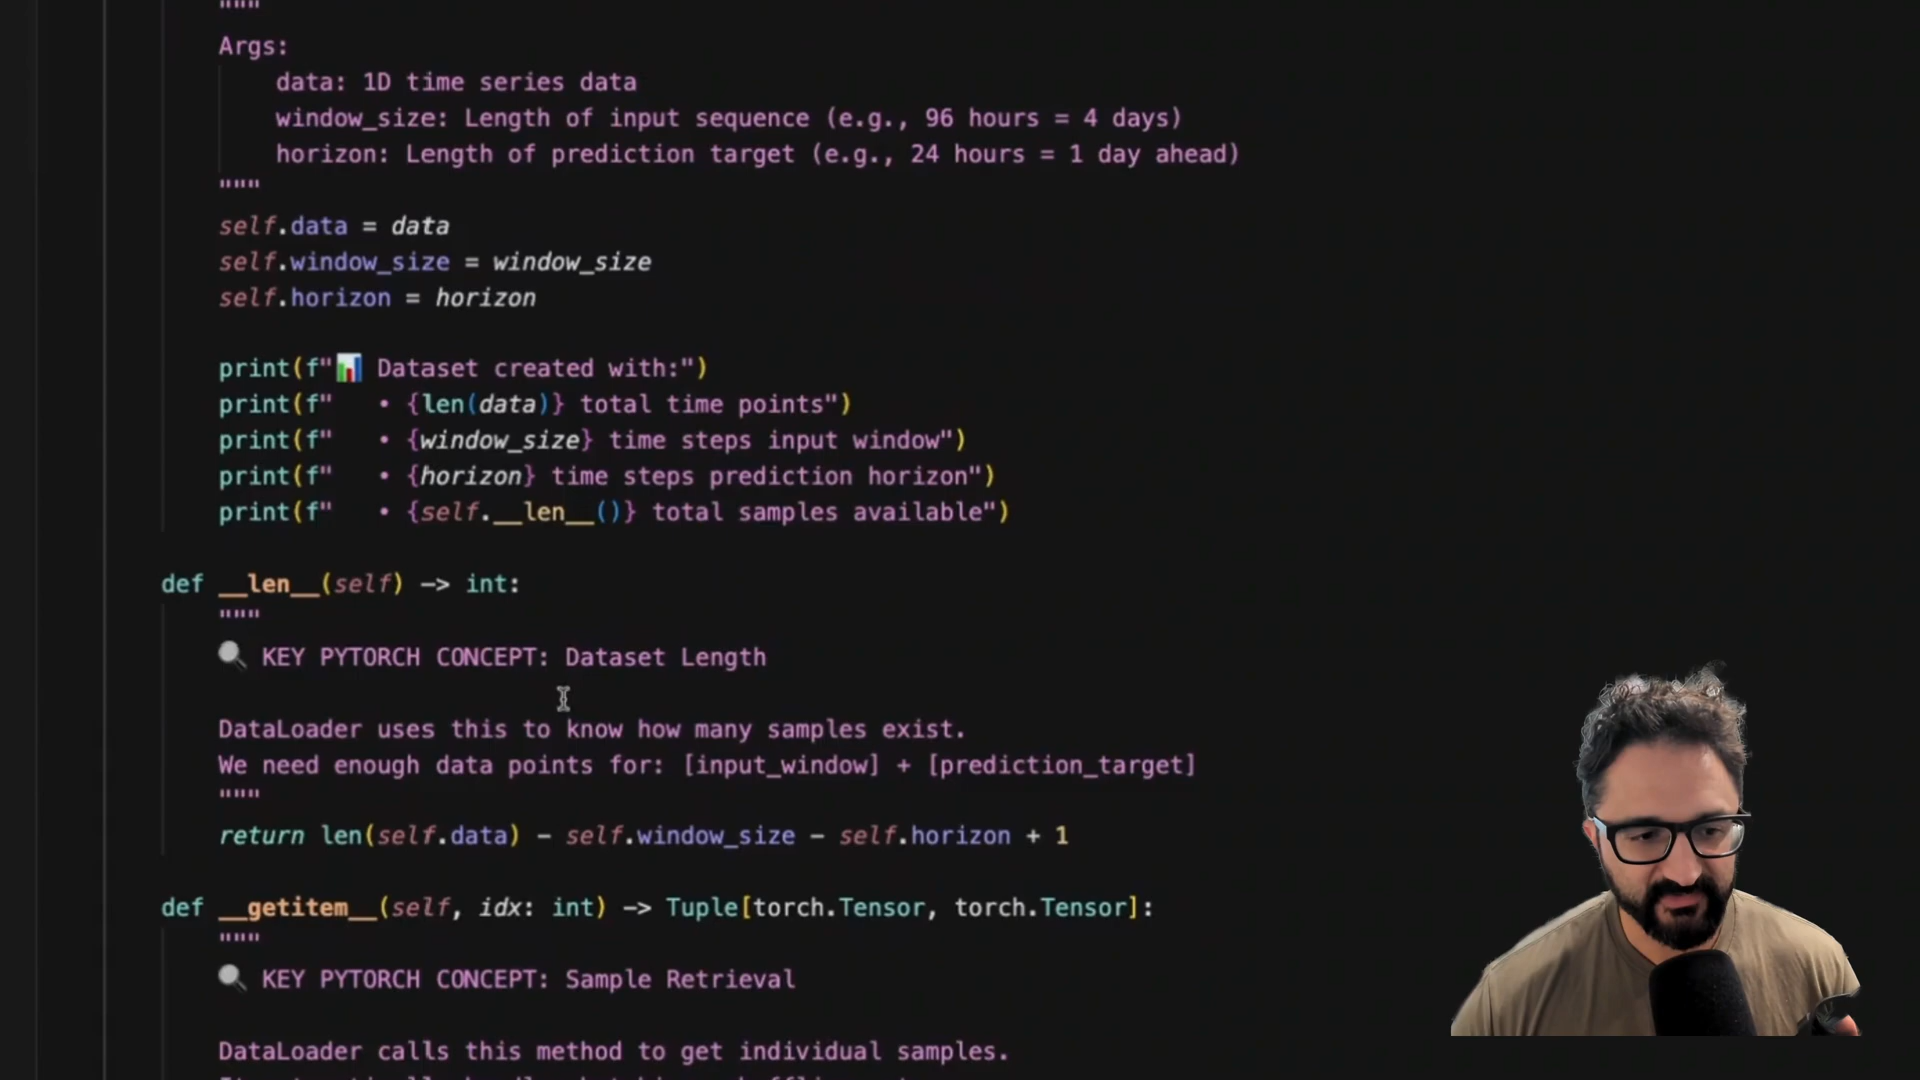 """
Args:
data: 1D time series data
window_size: Length of input sequence (e.g., 96 hours = 4 days)
horizon: Length of prediction target (e.g., 24 hours = 1 day ahead)
"""
self.data = data
self.window_size = window_size
self.horizon = horizon
print(f"📊 Dataset created with:")
print(f"   • {len(data)} total time points")
print(f"   • {window_size} time steps input window")
print(f"   • {horizon} time steps prediction horizon")
print(f"   • {self.__len__()} total samples available")
def __len__(self) -> int:
"""
🔍 KEY PYTORCH CONCEPT: Dataset Length
DataLoader uses this to know how many samples exist.
We need enough data points for: [input_window] + [prediction_target]
"""
return len(self.data) - self.window_size - self.horizon + 1
def __getitem__(self, idx: int) -> Tuple[torch.Tensor, torch.Tensor]:
"""
🔍 KEY PYTORCH CONCEPT: Sample Retrieval
DataLoader calls this method to get individual samples.